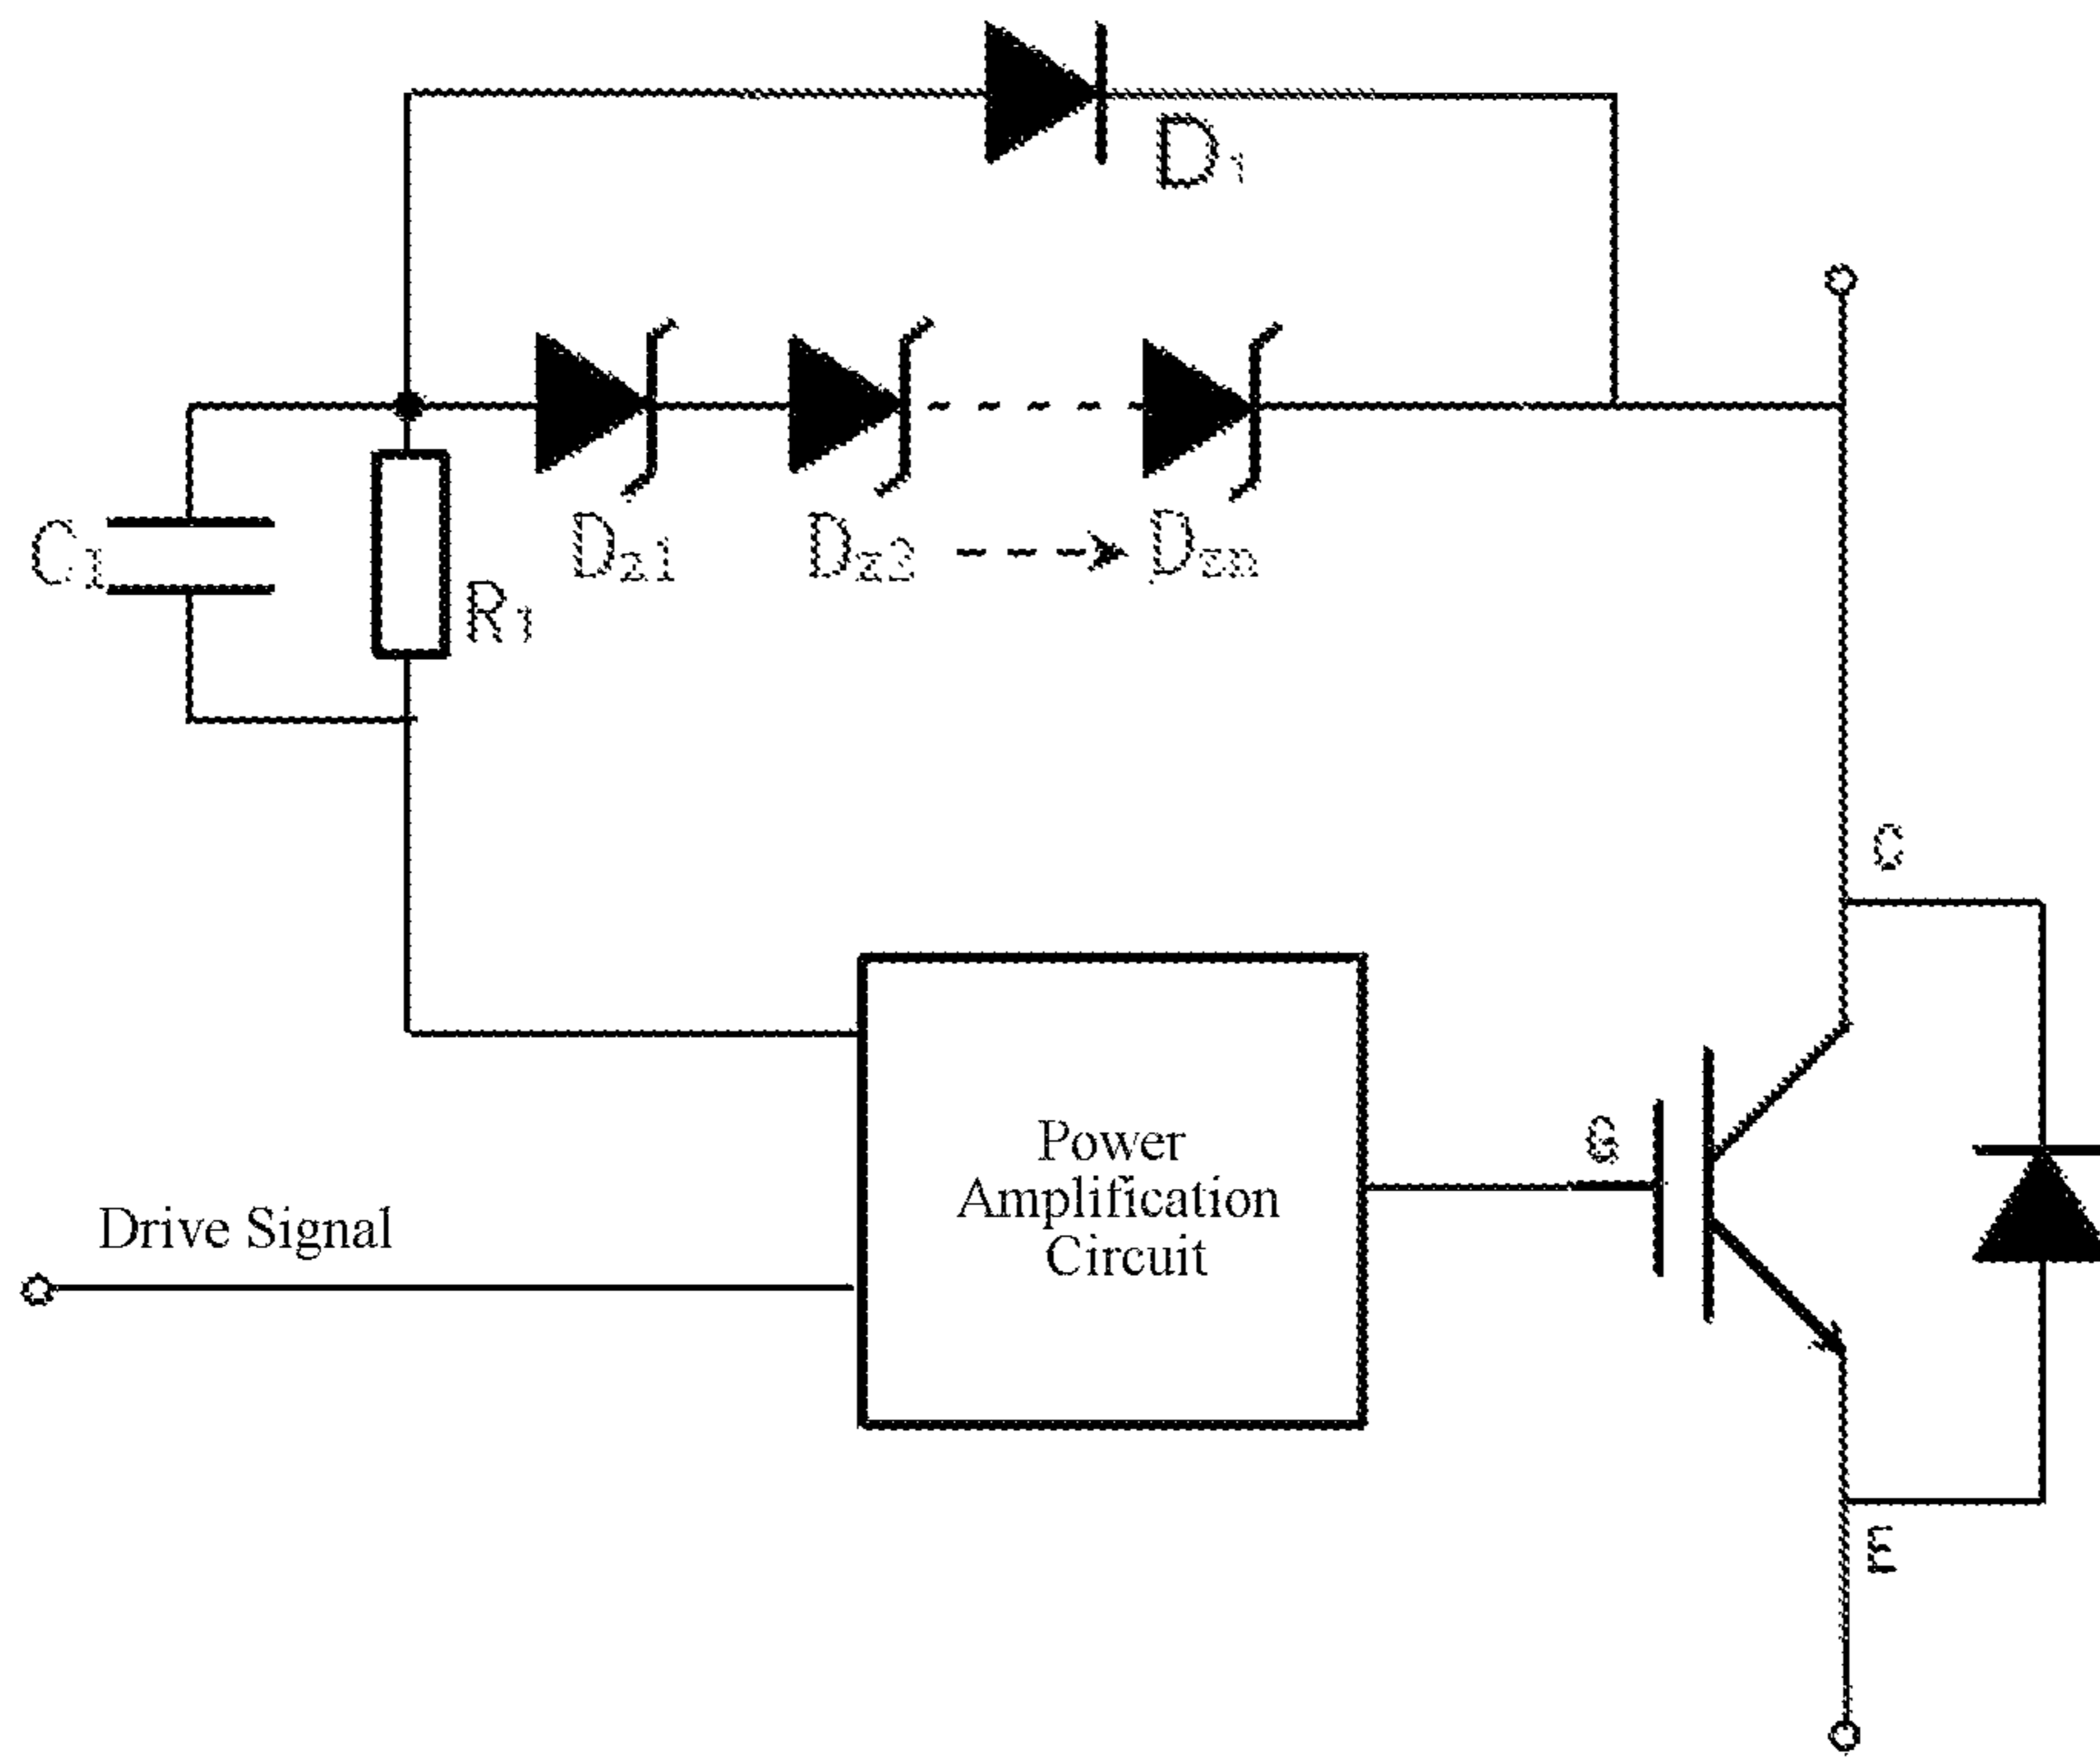 D1
C1
R1
Dz1
Dz2
Dzn
C
Power
Amplification
Circuit
G
Drive Signal
E